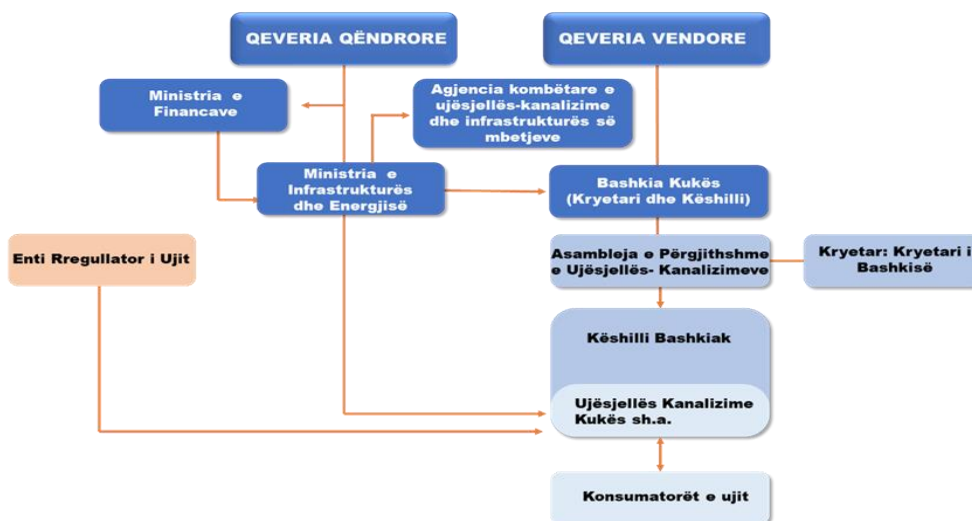 QEVERIA QËNDRORE
QEVERIA VENDORE
Ministria e
Financave
Agjencia kombëtare e
ujësjellës-kanalizime
dhe infrastrukturës së
mbetjeve
Ministria e
Infrastrukturës
dhe Energjisë
Bashkia Kukës
(Kryetari dhe Këshilli)
Enti Rregullator i Ujit
Asambleja e Përgjithshme
e Ujësjellës- Kanalizimeve
Kryetar: Kryetari i
Bashkisë
Këshilli Bashkiak
Ujësjellës Kanalizime
Kukës sh.a.
Konsumatorët e ujit